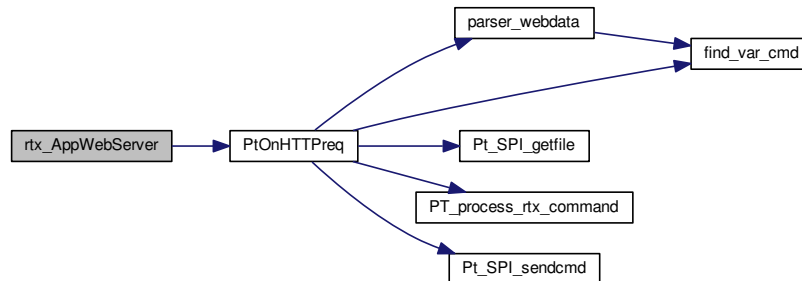 parser_webdata
find_var_cmd
rtx_AppWebServer
PtOnHTTPreq
Pt_SPI_getfile
PT_process_rtx_command
Pt_SPI_sendcmd